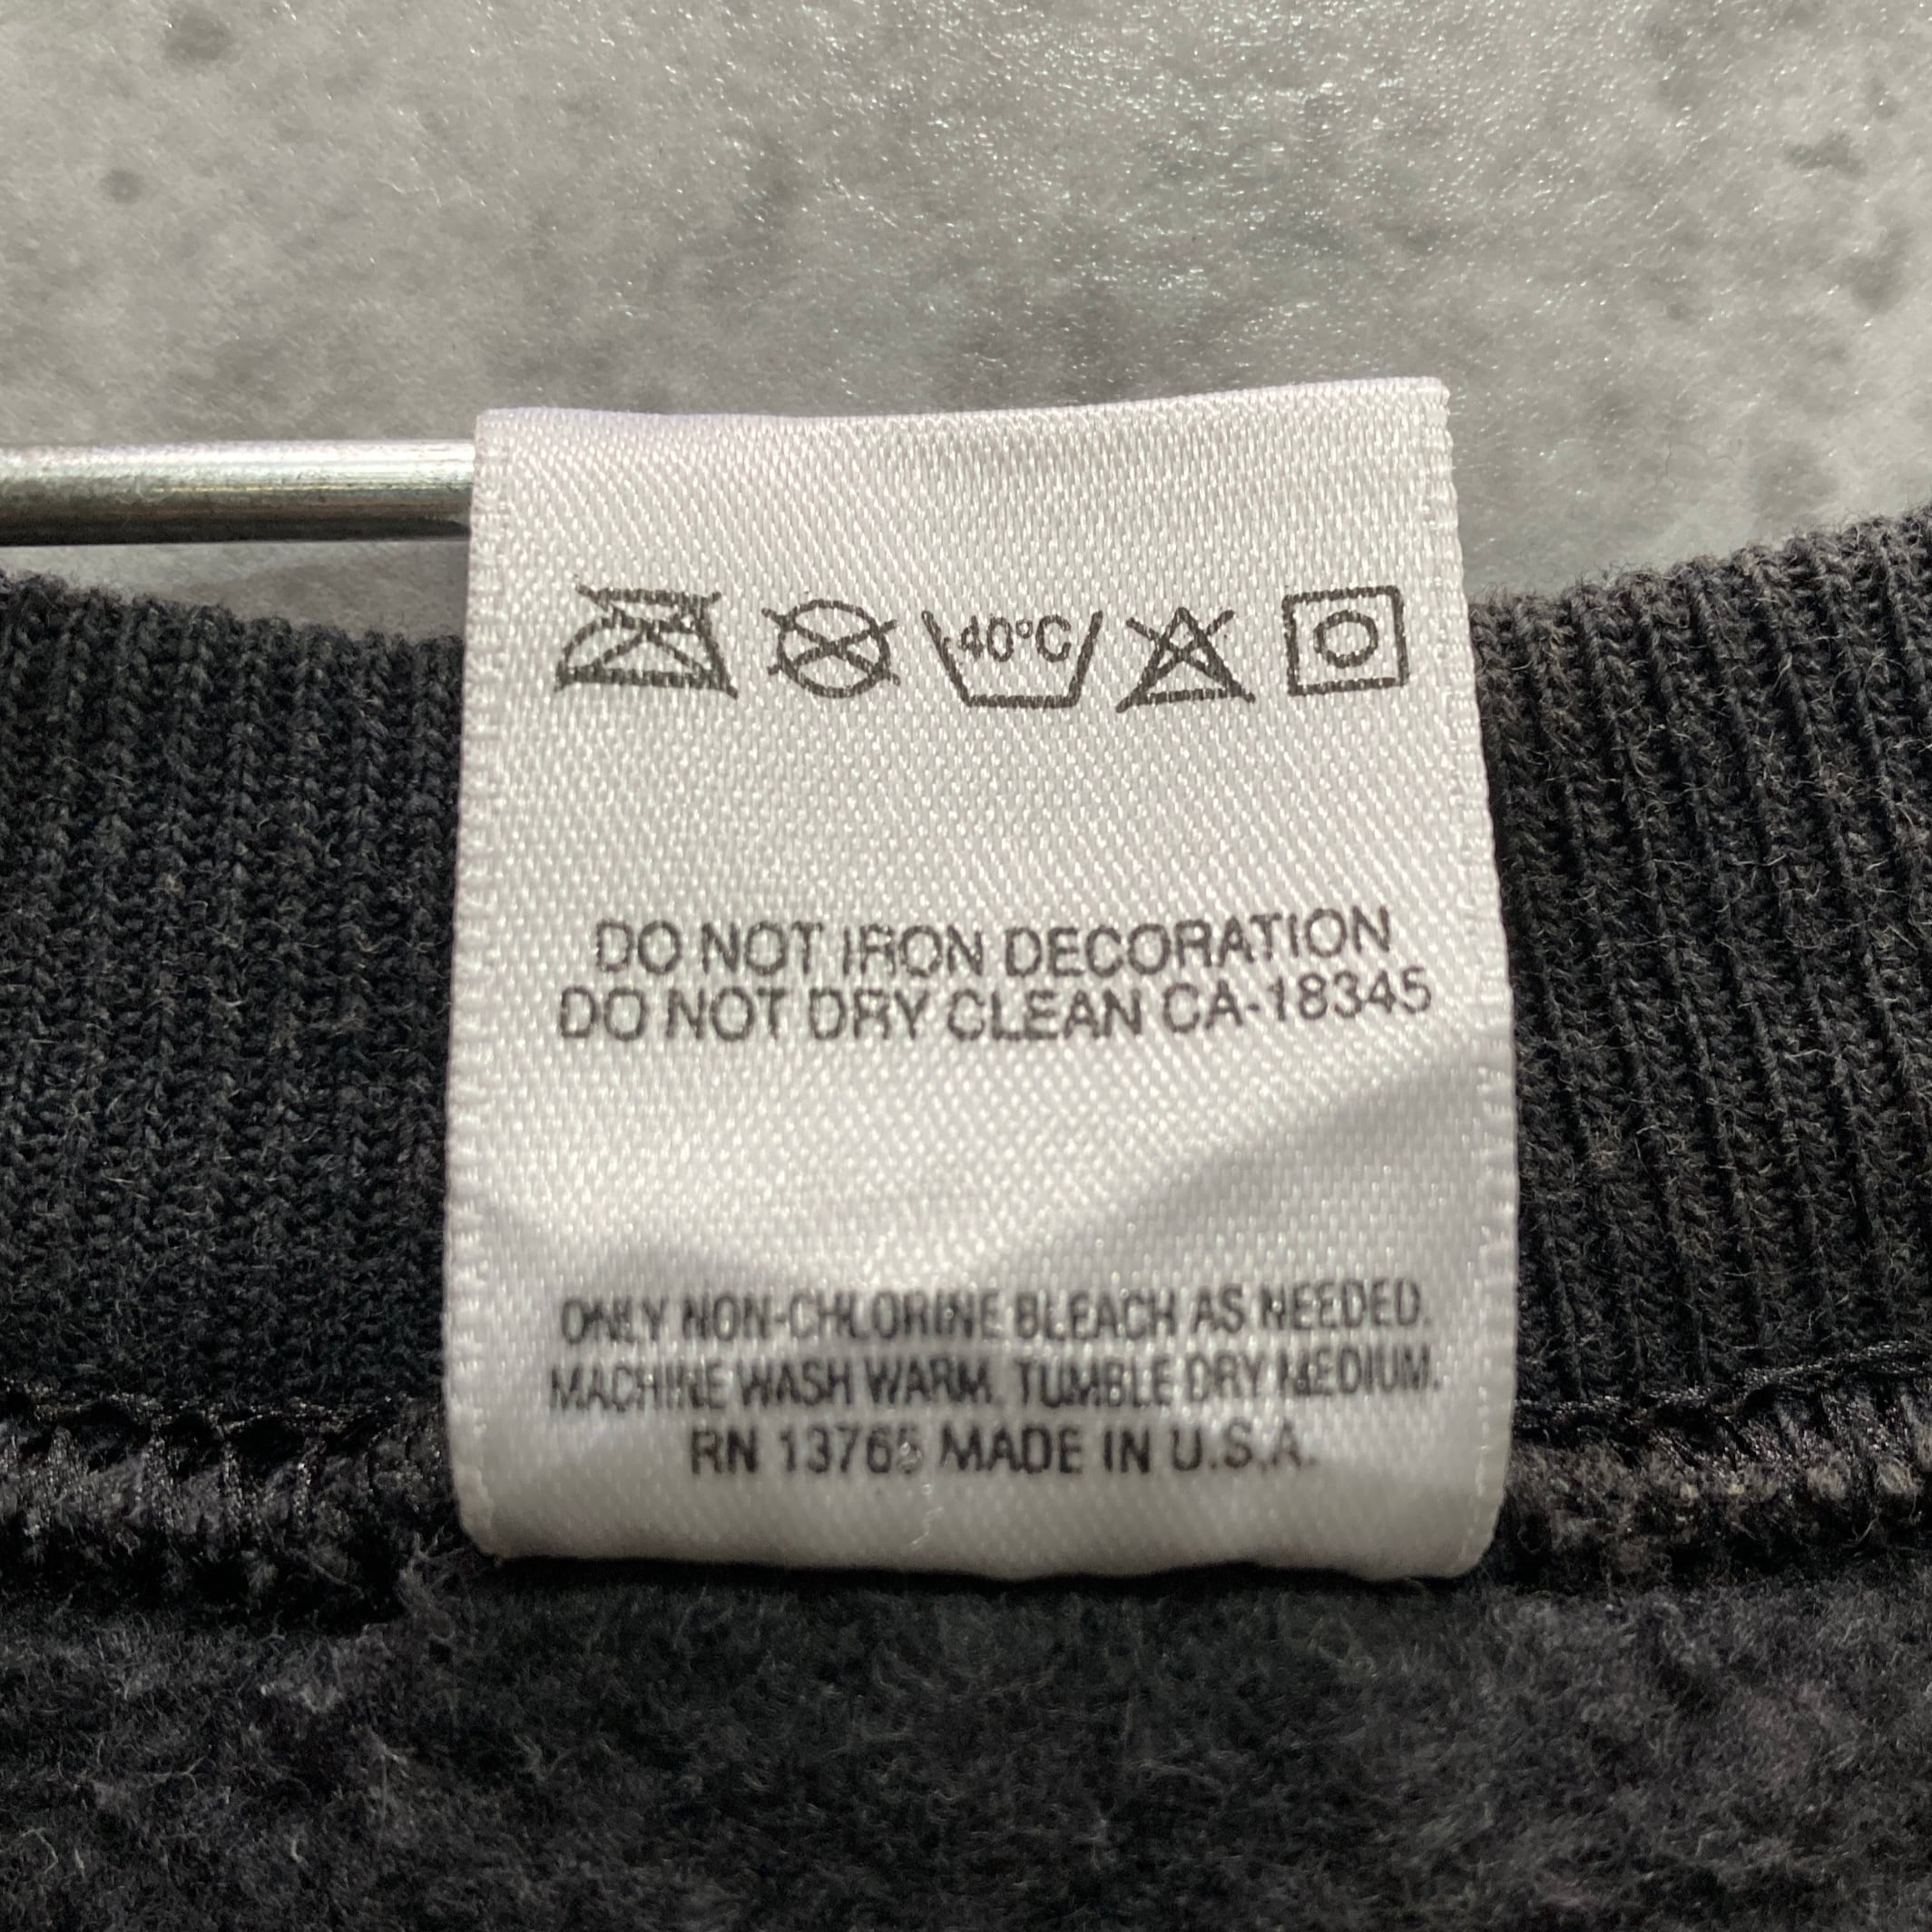 40°C
DO NOT IRON DECORATION
DO NOT DRY CLEAN CA-18345
ONLY NON-CHLORINE BLEACH AS NEEDED.
MACHINE WASH WARM. TUMBLE DRY MEDIUM.
RN 13765 MADE IN U.S.A.